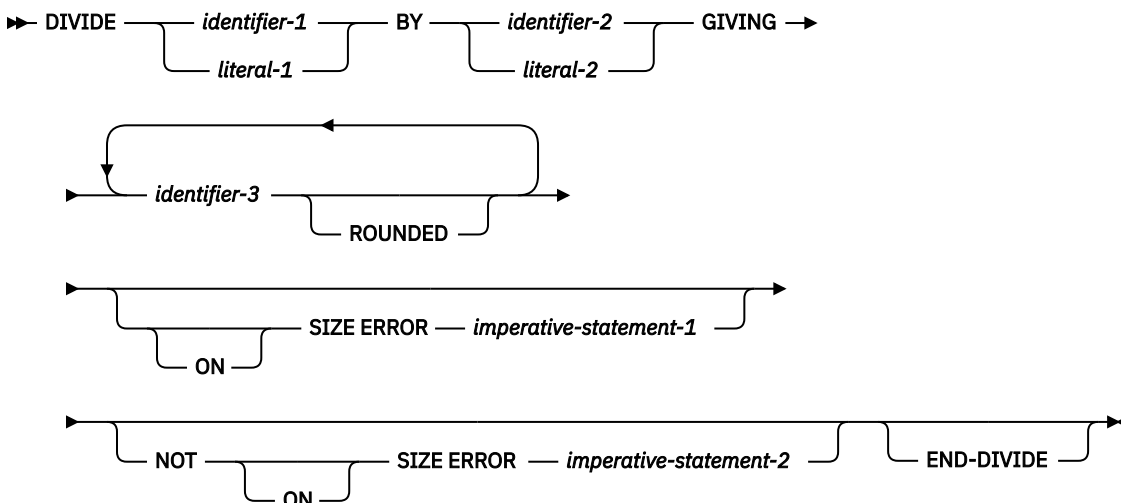 DIVIDE identifier-1 BY identifier-2 GIVING
literal-1 literal-2
identifier-3
ROUNDED
SIZE ERROR imperative-statement-1
ON
NOT SIZE ERROR imperative-statement-2 END-DIVIDE
ON